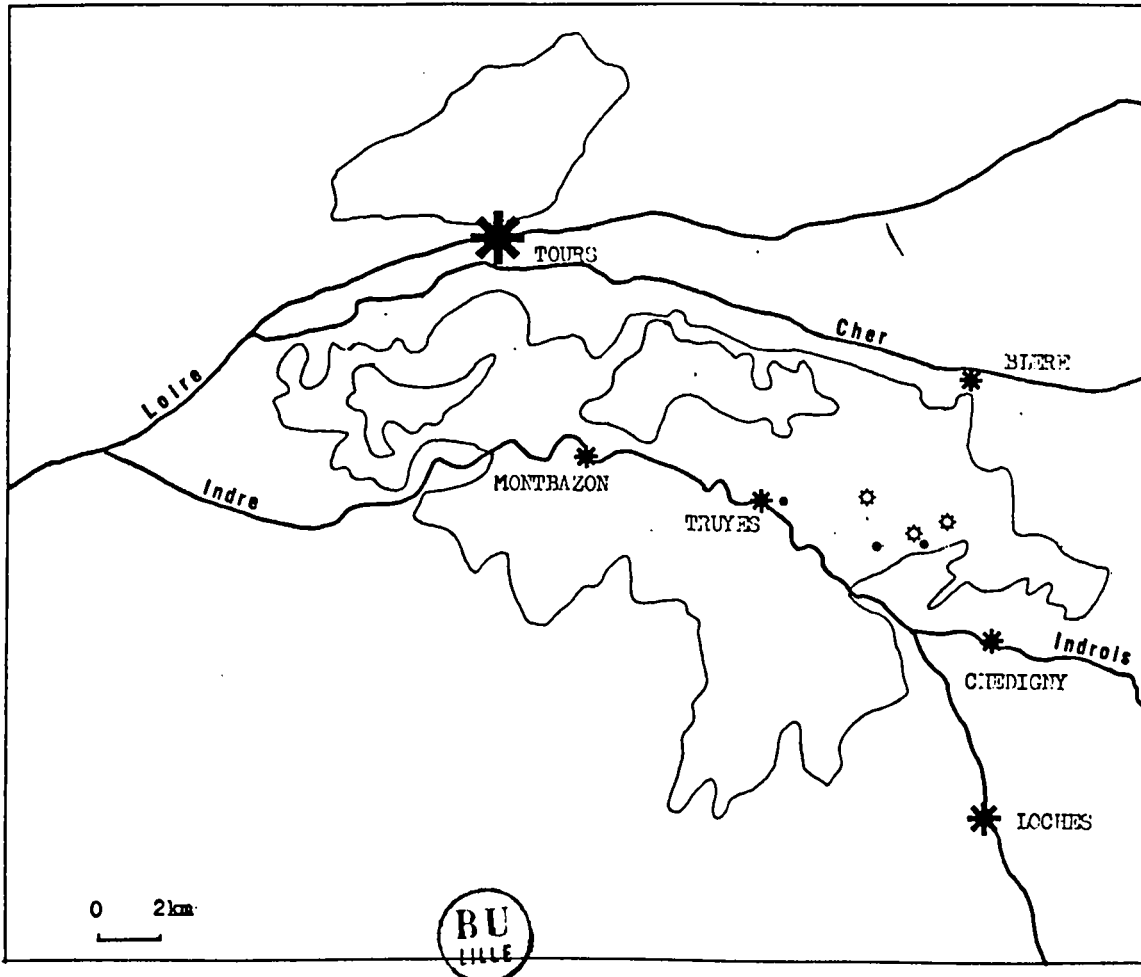 TOURS
Cher
BLERE
Loire
Indre
MONTBAZON
TRUYES
Indrois
CHEDIGNY
LOCHES
0 2km
BU
LILLE